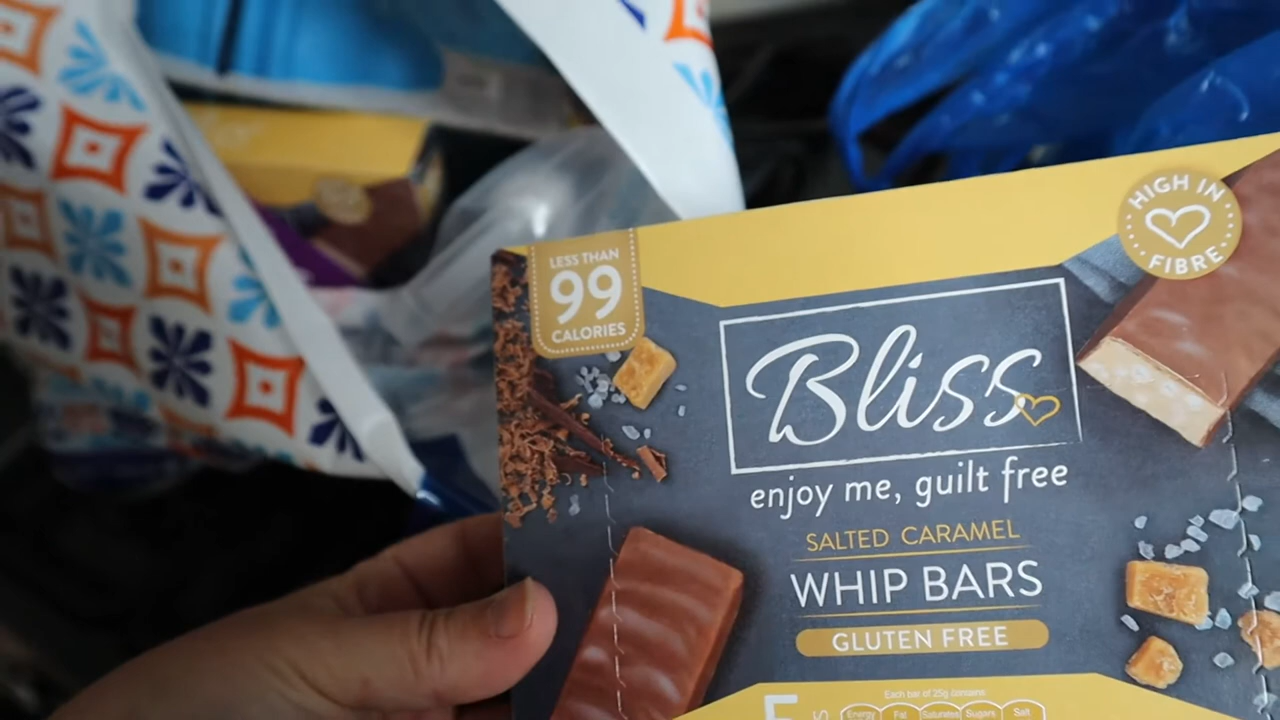 LESS THAN
99
CALORIES
HIGH IN
FIBRE
Bliss
enjoy me, guilt free
SALTED CARAMEL
WHIP BARS
GLUTEN FREE
Each bar of 25g contains
Energy Fat Saturates Sugars Salt